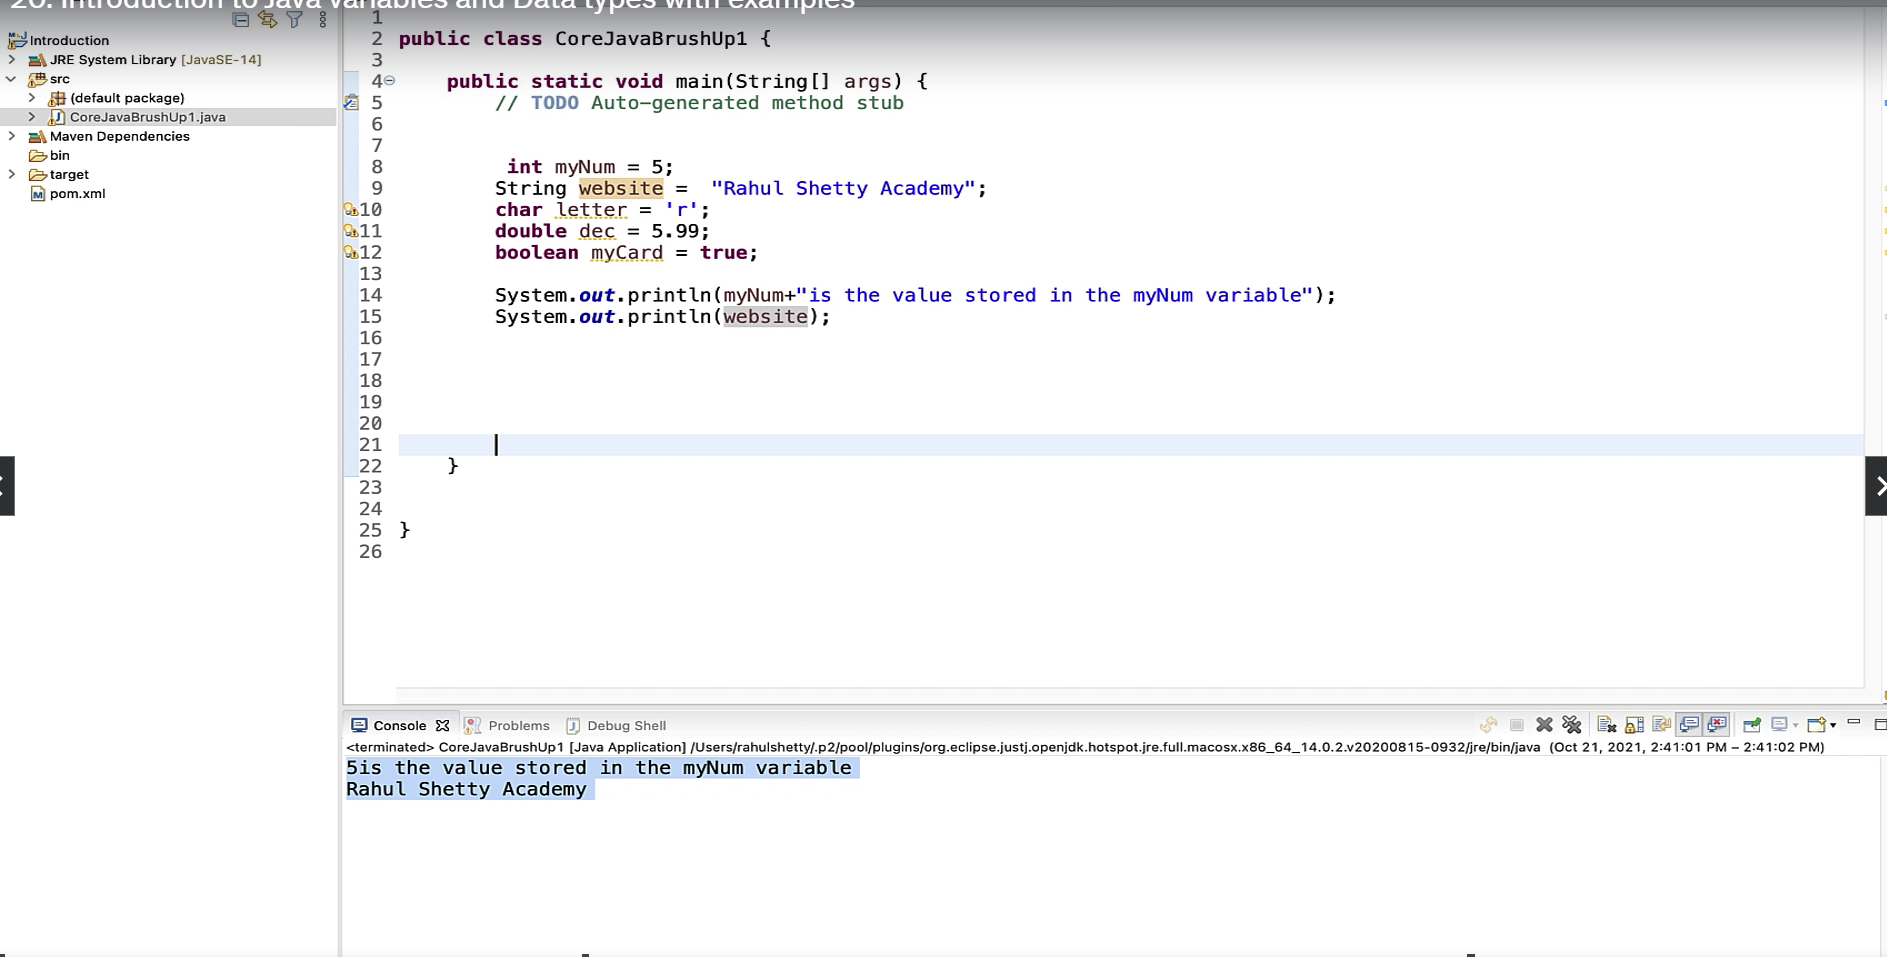 20. Introduction to Java Variables and Data types with examples
Introduction
JRE System Library [JavaSE-14]
src
(default package)
CoreJavaBrushUp1.java
Maven Dependencies
bin
target
pom.xml
1
2 public class CoreJavaBrushUp1 {
3
4 public static void main(String[] args) {
5 // TODO Auto-generated method stub
6
7
8 int myNum = 5;
9 String website = "Rahul Shetty Academy";
10 char letter = 'r';
11 double dec = 5.99;
12 boolean myCard = true;
13
14 System.out.println(myNum+"is the value stored in the myNum variable");
15 System.out.println(website);
16
17
18
19
20
21
22 }
23
24
25 }
26
Console Problems Debug Shell
<terminated> CoreJavaBrushUp1 [Java Application] /Users/rahulshetty/.p2/pool/plugins/org.eclipse.justj.openjdk.hotspot.jre.full.macosx.x86_64_14.0.2.v20200815-0932/jre/bin/java (Oct 21, 2021, 2:41:01 PM – 2:41:02 PM)
5is the value stored in the myNum variable
Rahul Shetty Academy